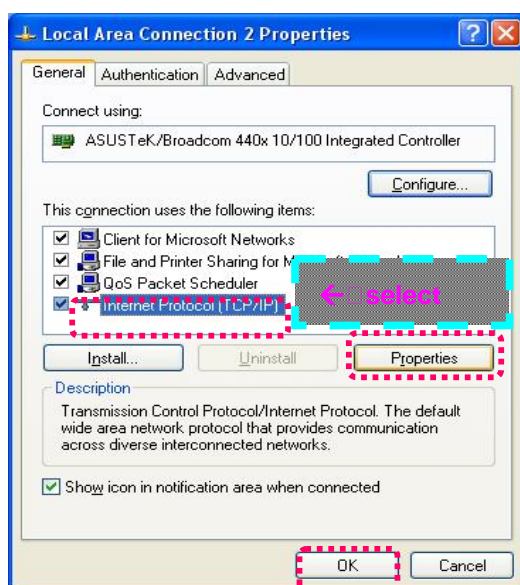 Local Area Connection 2 Properties
General Authentication Advanced
Connect using:
ASUSTeK/Broadcom 440x 10/100 Integrated Controller
Configure...
This connection uses the following items:
Client for Microsoft Networks
File and Printer Sharing for
QoS Packet Scheduler
← select
Internet Protocol (TCP/IP)
Install... Uninstall Properties
Description
Transmission Control Protocol/Internet Protocol. The default
wide area network protocol that provides communication
across diverse interconnected networks.
Show icon in notification area when connected
OK Cancel